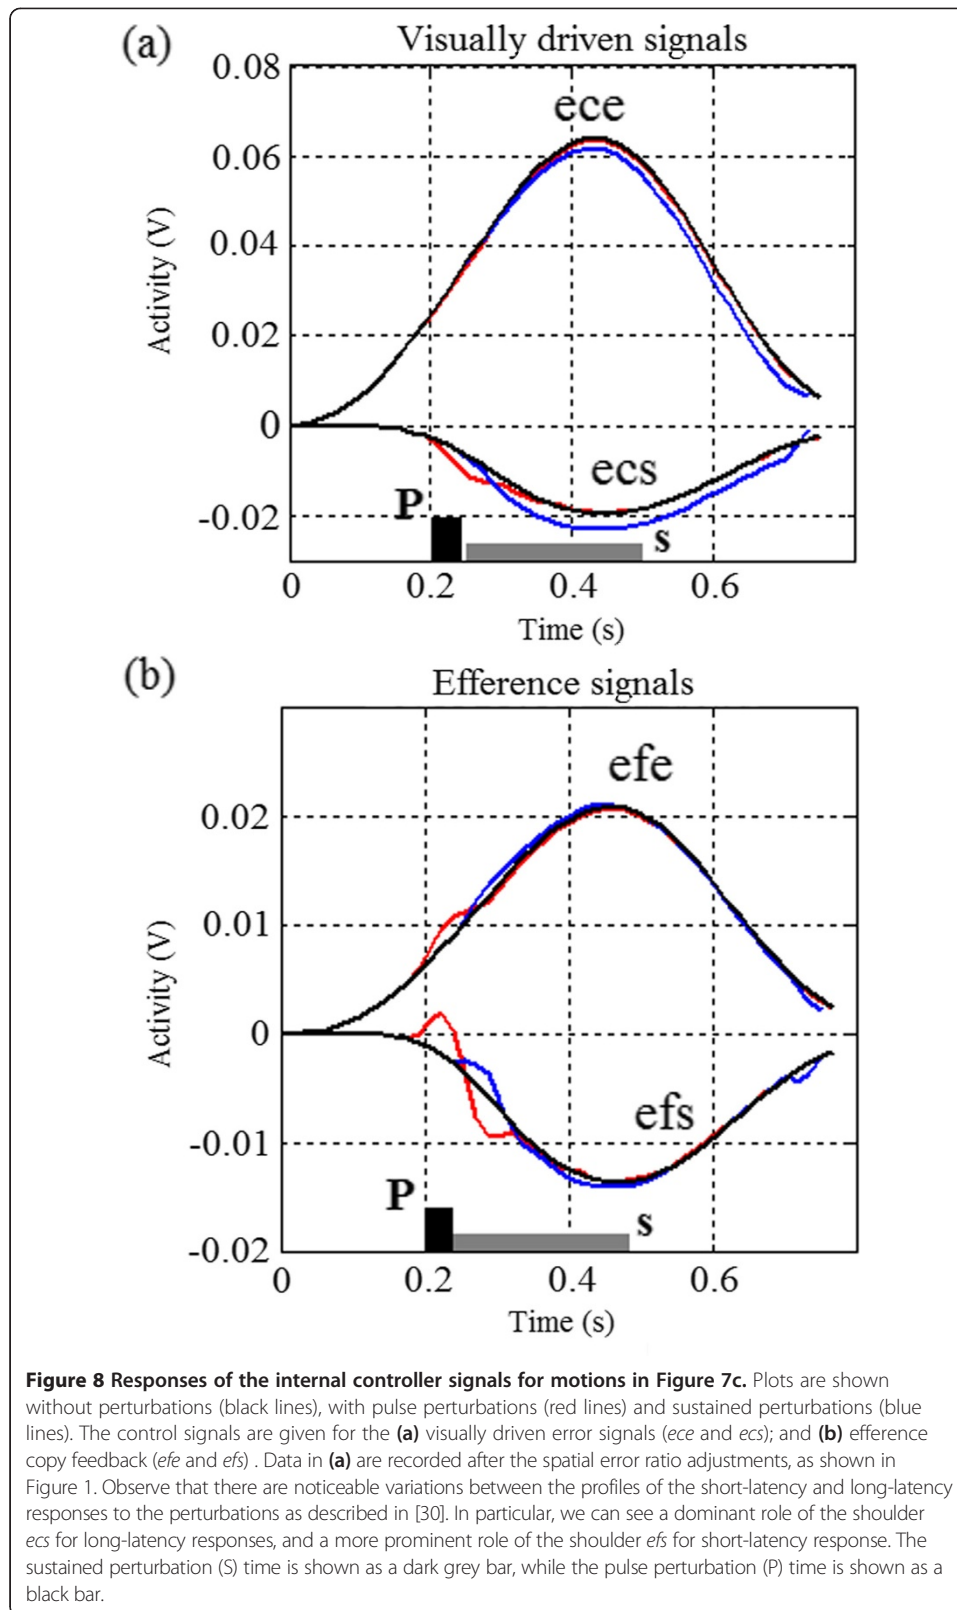 (a)
Visually driven signals
0.08
ece
0.06
Activity (V)
0.04
0.02
0
ecs
P
-0.02
s
0
0.2
0.4
0.6
Time (s)
(b)
Efference signals
efe
0.02
0.01
Activity (V)
0
efs
-0.01
P
s
-0.02
0
0.2
0.4
0.6
Time (s)
Figure 8 Responses of the internal controller signals for motions in Figure 7c. Plots are shown
without perturbations (black lines), with pulse perturbations (red lines) and sustained perturbations (blue
lines). The control signals are given for the (a) visually driven error signals (ece and ecs); and (b) efference
copy feedback (efe and efs) . Data in (a) are recorded after the spatial error ratio adjustments, as shown in
Figure 1. Observe that there are noticeable variations between the profiles of the short-latency and long-latency
responses to the perturbations as described in [30]. In particular, we can see a dominant role of the shoulder
ecs for long-latency responses, and a more prominent role of the shoulder efs for short-latency response. The
sustained perturbation (S) time is shown as a dark grey bar, while the pulse perturbation (P) time is shown as a
black bar.